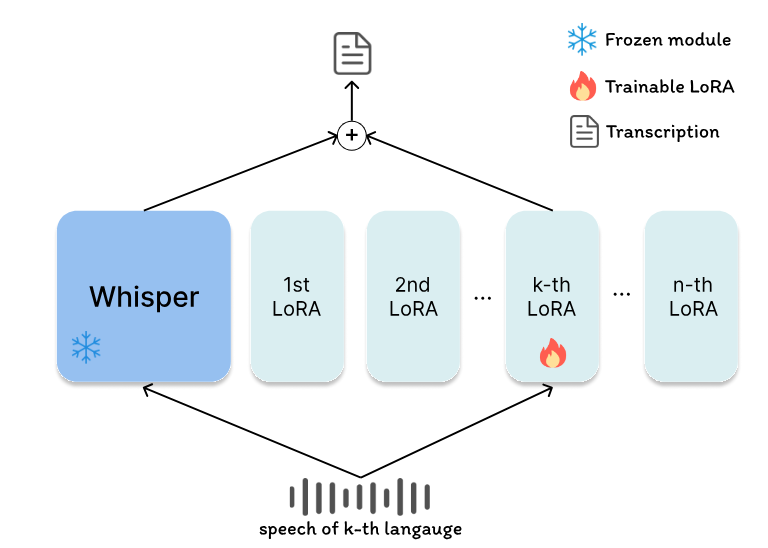 Frozen module
Trainable LoRA
Transcription
+
Whisper
1st
LoRA
2nd
LoRA
...
k-th
LoRA
...
n-th
LoRA
speech of k-th langauge